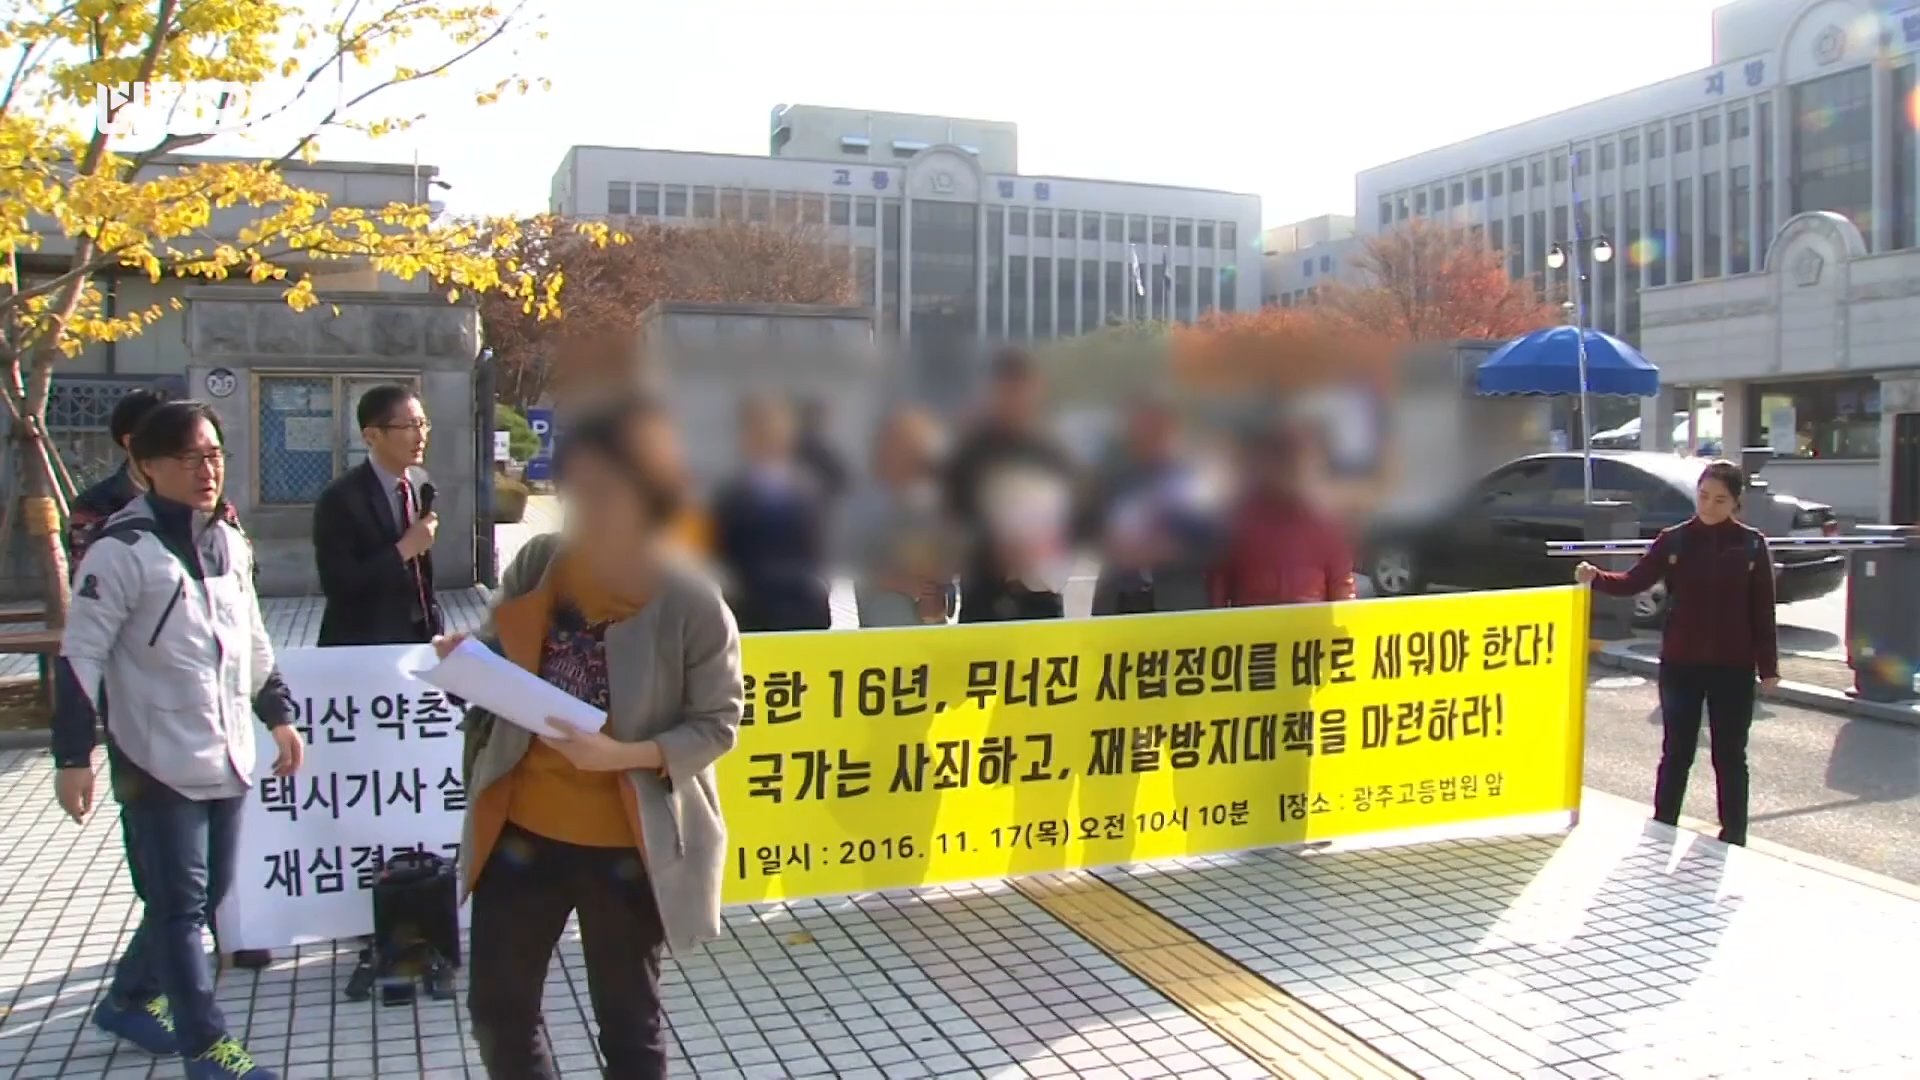 고등 법원
지방
P
익산 약촌
택시기사 살
재심결과
한 16년, 무너진 사법정의를 바로 세워야 한다!
국가는 사죄하고, 재발방지대책을 마련하라!
| 일시 : 2016. 11. 17(목) 오전 10시 10분 |장소 : 광주고등법원 앞